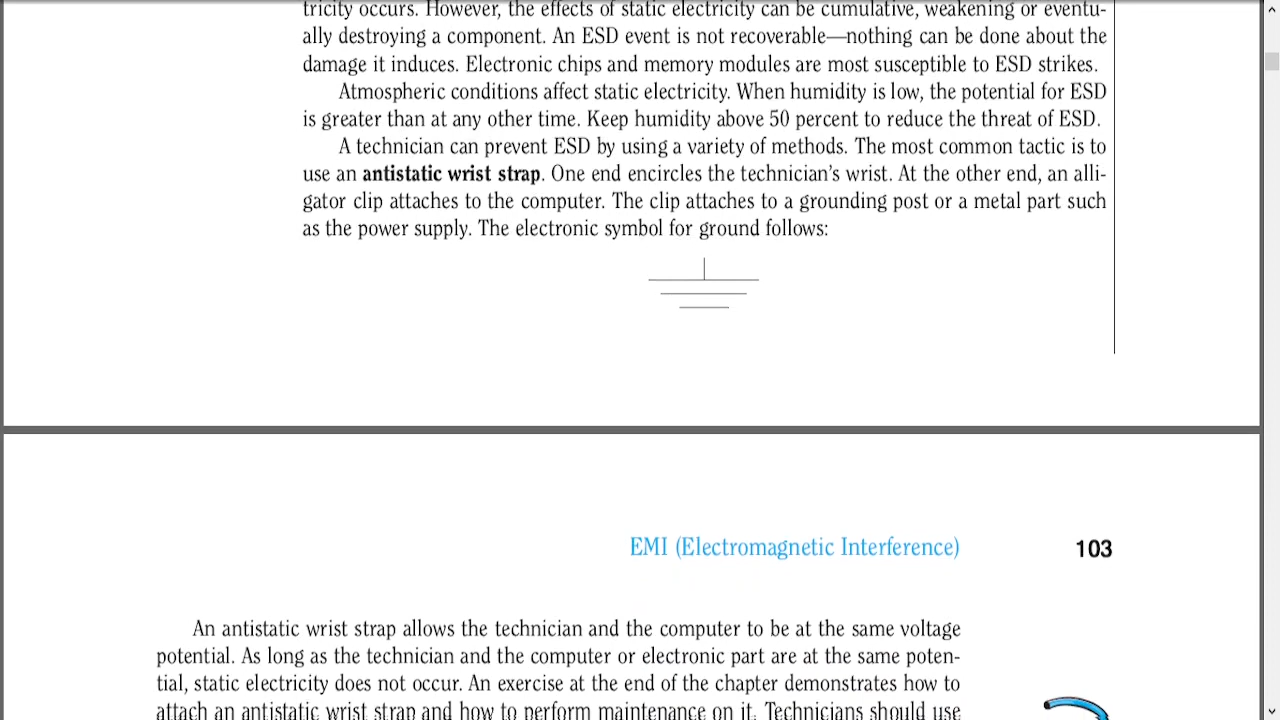 tricity occurs. However, the effects of static electricity can be cumulative, weakening or eventu-
ally destroying a component. An ESD event is not recoverable—nothing can be done about the
damage it induces. Electronic chips and memory modules are most susceptible to ESD strikes.
Atmospheric conditions affect static electricity. When humidity is low, the potential for ESD
is greater than at any other time. Keep humidity above 50 percent to reduce the threat of ESD.
A technician can prevent ESD by using a variety of methods. The most common tactic is to
use an antistatic wrist strap. One end encircles the technician's wrist. At the other end, an alli-
gator clip attaches to the computer. The clip attaches to a grounding post or a metal part such
as the power supply. The electronic symbol for ground follows:
EMI (Electromagnetic Interference) 103
An antistatic wrist strap allows the technician and the computer to be at the same voltage
potential. As long as the technician and the computer or electronic part are at the same poten-
tial, static electricity does not occur. An exercise at the end of the chapter demonstrates how to
attach an antistatic wrist strap and how to perform maintenance on it. Technicians should use